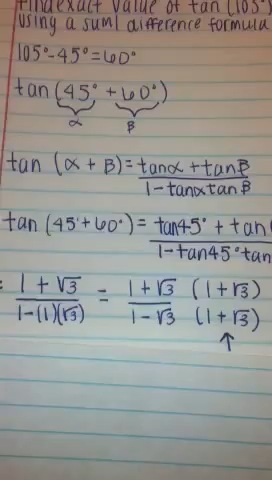 Find exact value of tan (105°
using a sum/difference formula
105° - 45° = 60°
tan (45° + 60°)
α β
tan (α + β) = tanα + tanβ / 1 - tanα tanβ
tan (45° + 60°) = tan45° + tan / 1 - tan45° tan
= 1 + √3 / 1 - (1)(√3) = 1 + √3 / 1 - √3 (1 + √3) / (1 + √3)
↑